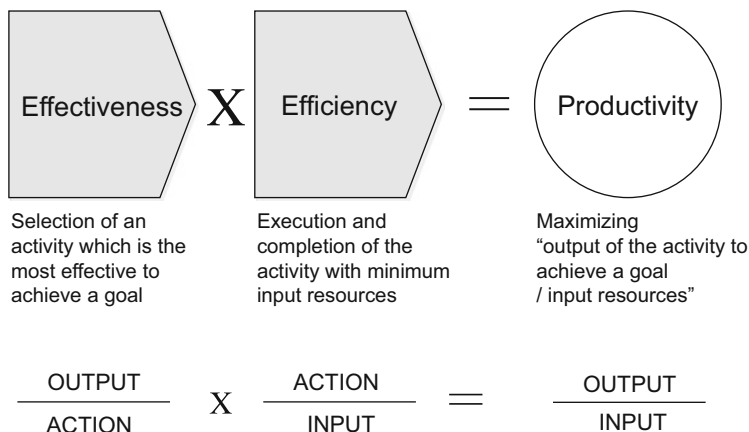 Effectiveness X Efficiency = Productivity
Selection of an
activity which is the
most effective to
achieve a goal
Execution and
completion of the
activity with minimum
input resources
Maximizing
“output of the activity to
achieve a goal
/ input resources”
OUTPUT
ACTION
X
ACTION
INPUT
=
OUTPUT
INPUT